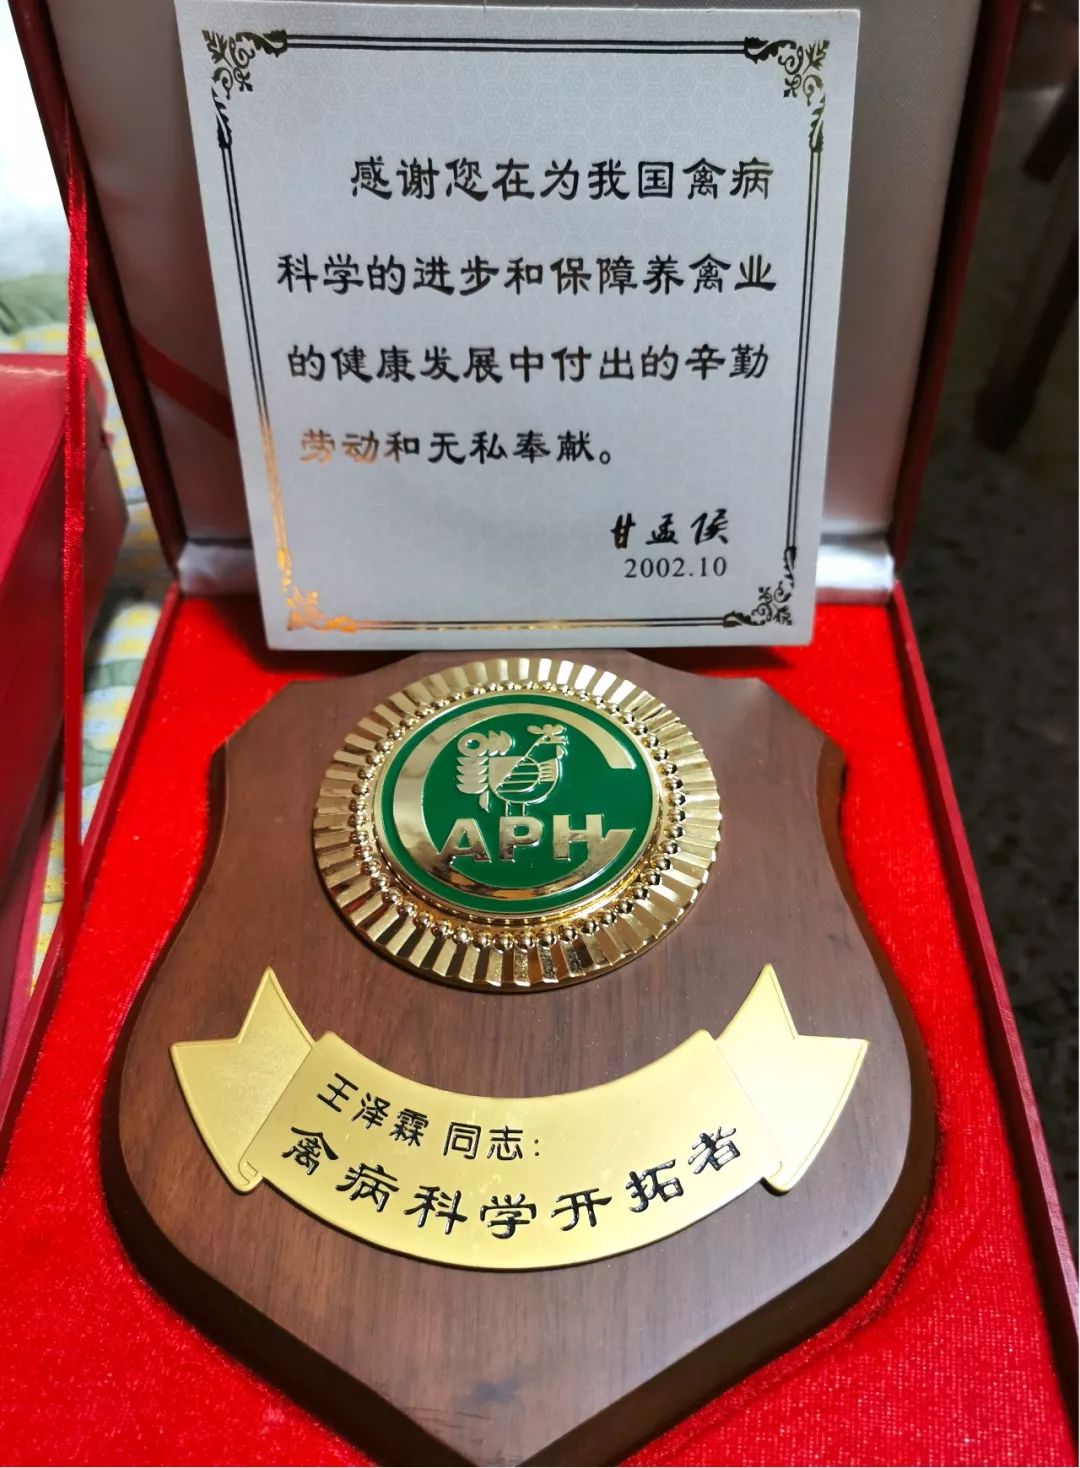 感谢您在为我国禽病
科学的进步和保障养禽业
的健康发展中付出的辛勤
劳动和无私奉献。
甘孟侯
2002.10
CAPH
王泽霖 同志:
禽病科学开拓者